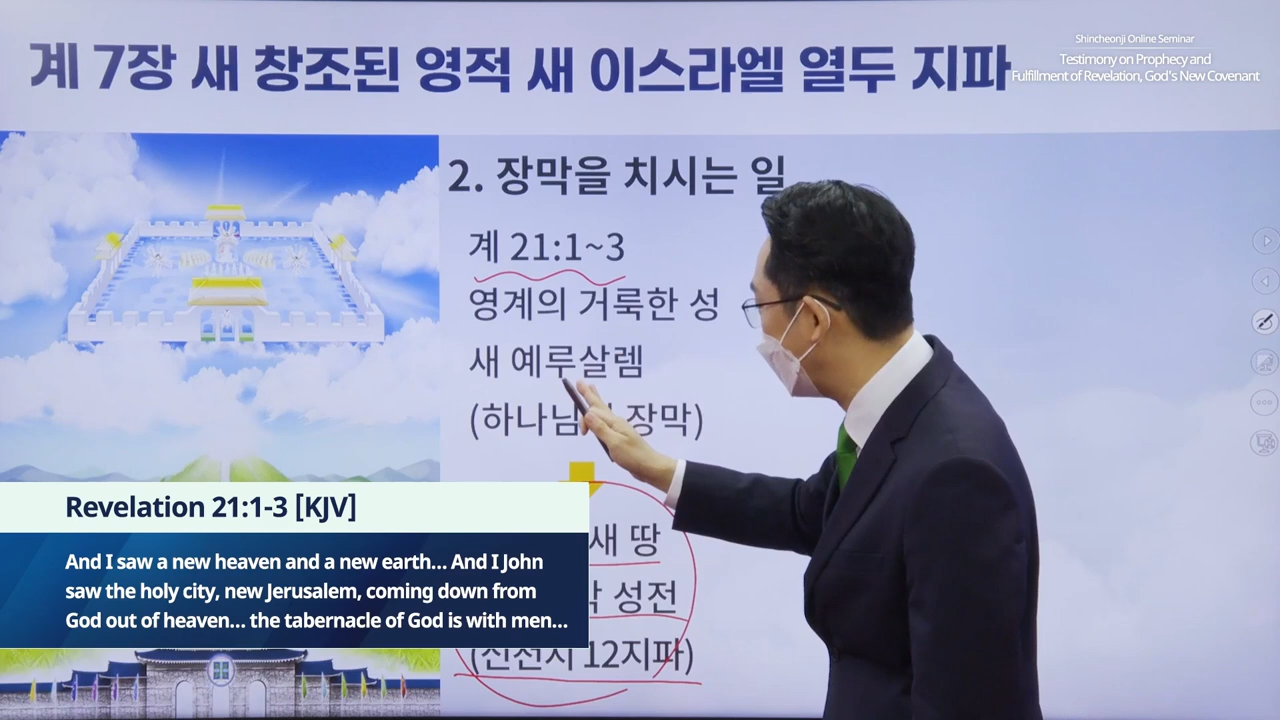 계 7장 새 창조된 영적 새 이스라엘 열두 지파
Shincheonji Online Seminar
Testimony on Prophecy and
Fulfillment of Revelation, God's New Covenant
2. 장막을 치시는 일
계 21:1~3
영계의 거룩한 성
새 예루살렘
(하나님의 장막)
새 땅
성전
(신천지 12지파)
Revelation 21:1-3 [KJV]
And I saw a new heaven and a new earth... And I John
saw the holy city, new Jerusalem, coming down from
God out of heaven... the tabernacle of God is with men...